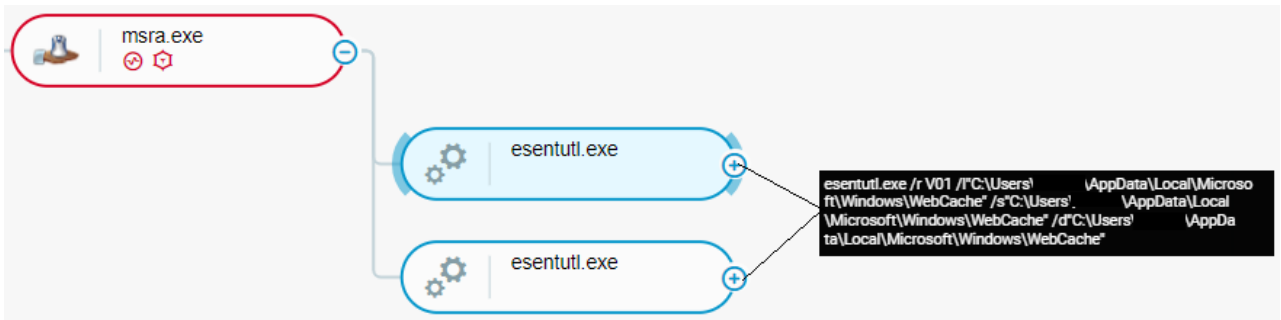 msra.exe
esentutl.exe
esentutl.exe /r V01 /l"C:\Users\ \AppData\Local\Microso
ft\Windows\WebCache" /s"C:\Users\ \AppData\Local
\Microsoft\Windows\WebCache" /d"C:\Users\ \AppDa
ta\Local\Microsoft\Windows\WebCache"
esentutl.exe